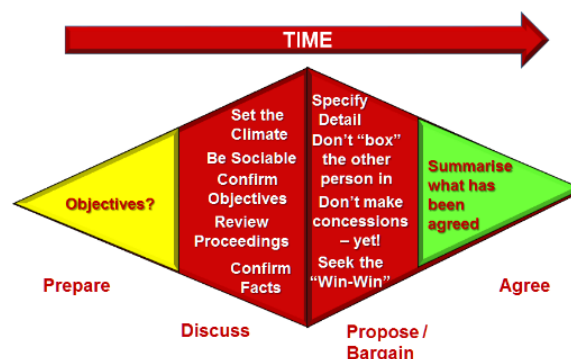 TIME
Objectives?
Set the
Climate
Be Sociable
Confirm
Objectives
Review
Proceedings
Confirm
Facts
Specify
Detail
Don't “box”
the other
person in
Don't make
concessions
– yet!
Seek the
“Win-Win”
Summarise
what has
been
agreed
Prepare
Discuss
Propose /
Bargain
Agree